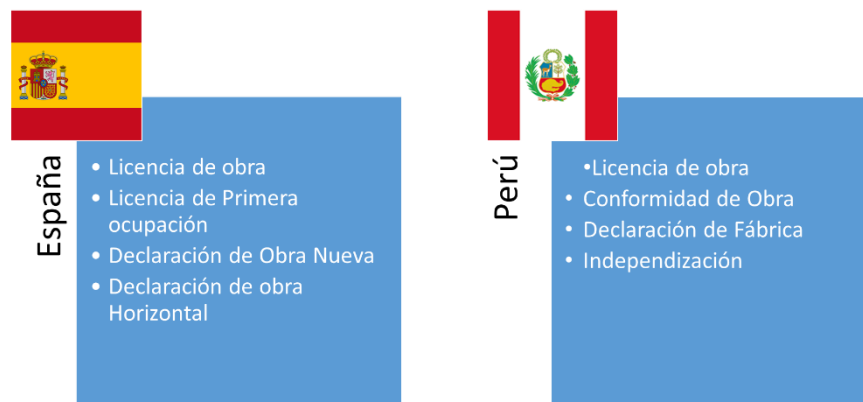 España
• Licencia de obra
• Licencia de Primera
ocupación
• Declaración de Obra Nueva
• Declaración de obra
Horizontal
Perú
•Licencia de obra
• Conformidad de Obra
• Declaración de Fábrica
• Independización